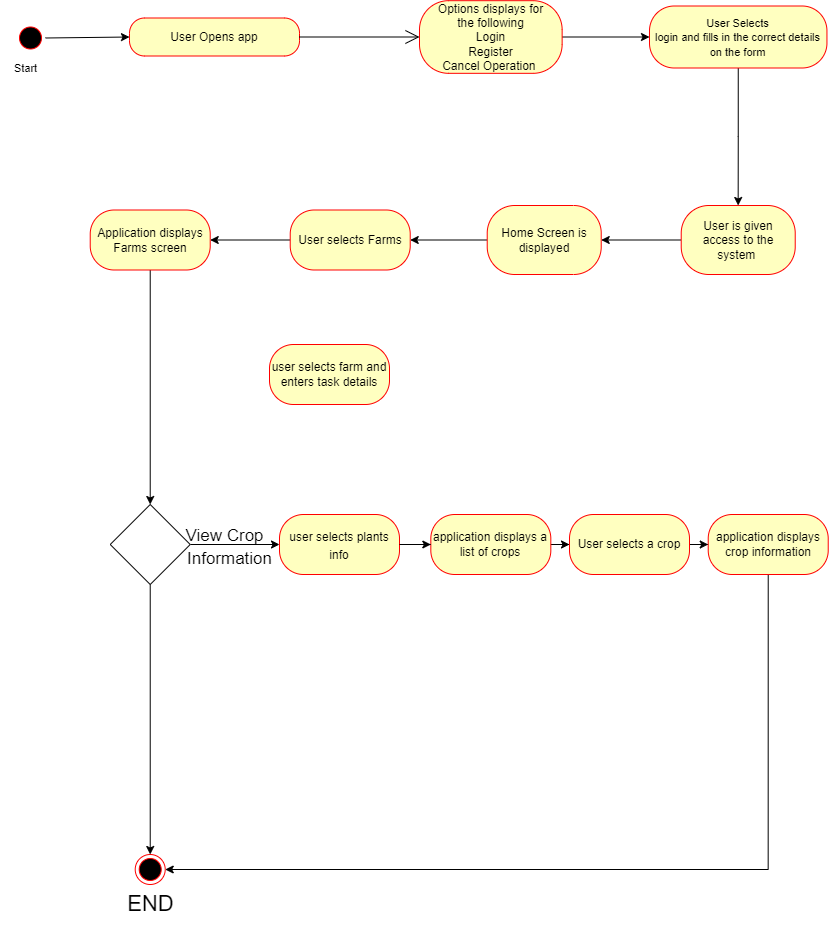 Start
User Opens app
Options displays for
the following
Login
Register
Cancel Operation
User Selects
login and fills in the correct details
on the form
User is given
access to the
system
Home Screen is
displayed
User selects Farms
Application displays
Farms screen
user selects farm and
enters task details
View Crop
Information
user selects plants
info
application displays a
list of crops
User selects a crop
application displays
crop information
END